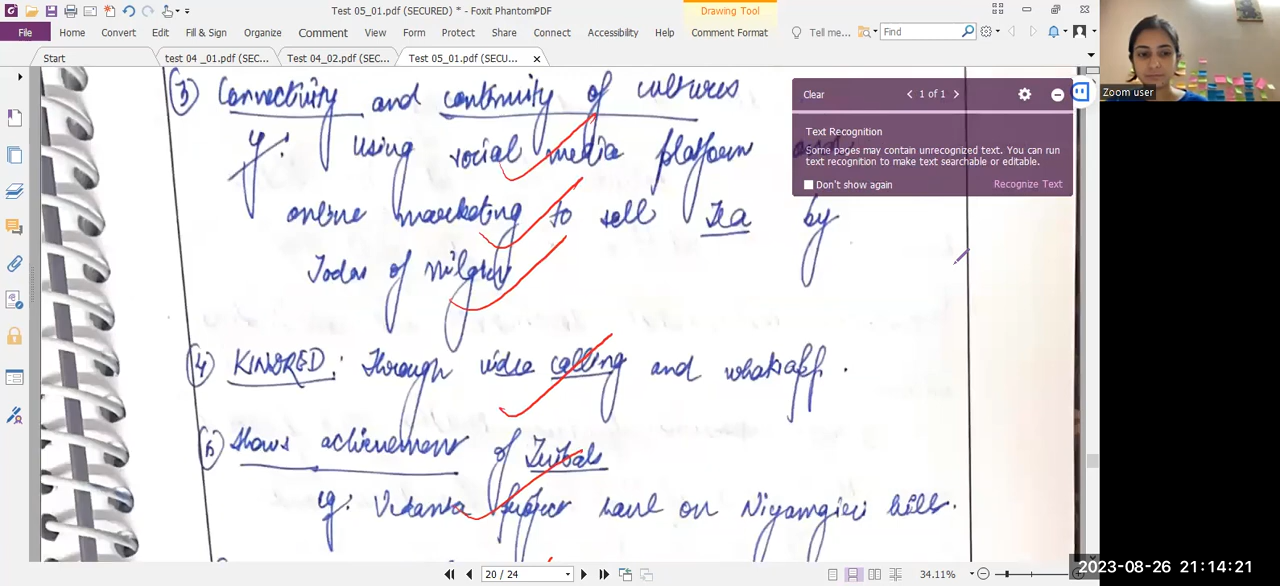 Test 05_01.pdf (SECURED) * - Foxit PhantomPDF
Drawing Tool
File Home Convert Edit Fill & Sign Organize Comment View Form Protect Share Connect Accessibility Help Comment Format Tell me... Find
Start
test 04 _01.pdf (SEC...
Test 04_02.pdf (SEC...
Test 05_01.pdf (SECU...
Clear
1 of 1
Text Recognition
Some pages may contain unrecognized text. You can run
text recognition to make text searchable or editable.
Don't show again
Recognize Text
Zoom user
(3) Connectivity and continuity of cultures
eg: using social media platform
online marketing to sell Tea by
Todas of Nilgiri
(4) KINDRED: Through video calling and whatsapp.
Shows achievement of Tribals
eg: Vedanta project on Niyamgiri hills.
20 / 24
34.11%
2023-08-26 21:14:21